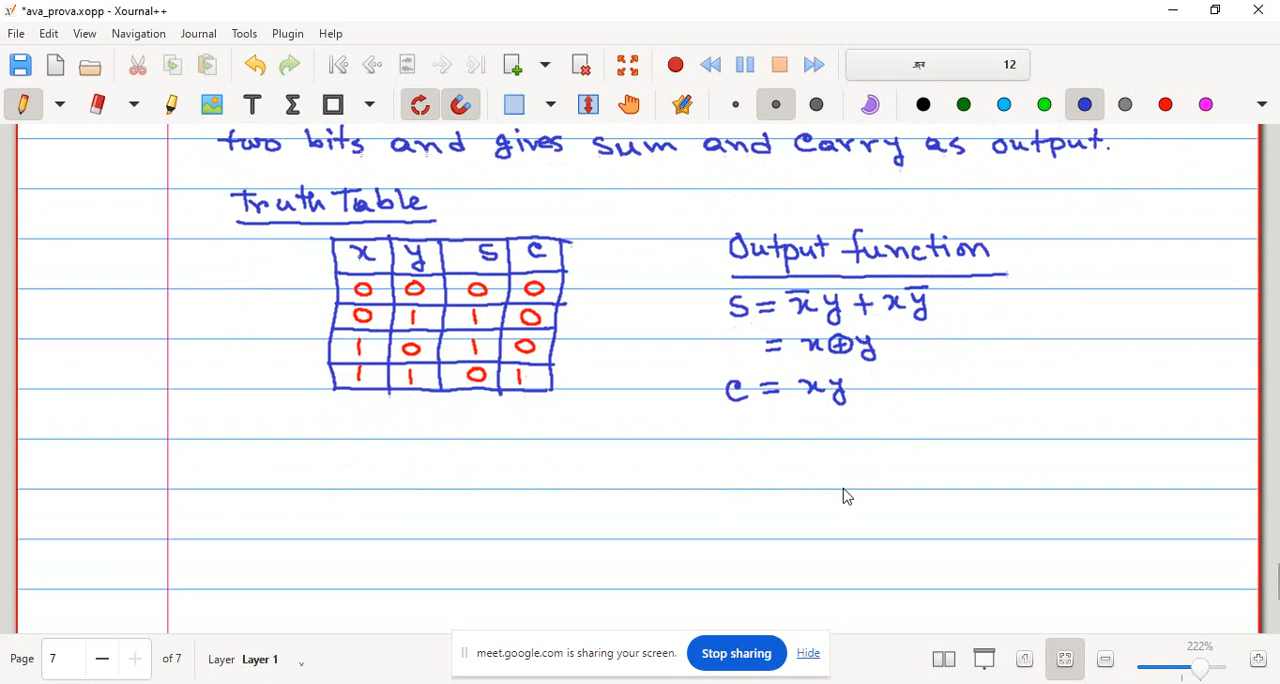 *ava_prova.xopp - Xournal++
File Edit View Navigation Journal Tools Plugin Help
12
two bits and gives sum and carry as output.
Truth Table
x y S C
0 0 0 0
0 1 1 0
1 0 1 0
1 1 0 1
Output function
S = x̅y + xy̅
= x⊕y
C = xy
Page 7 of 7 Layer Layer 1
meet.google.com is sharing your screen. Stop sharing Hide
222%